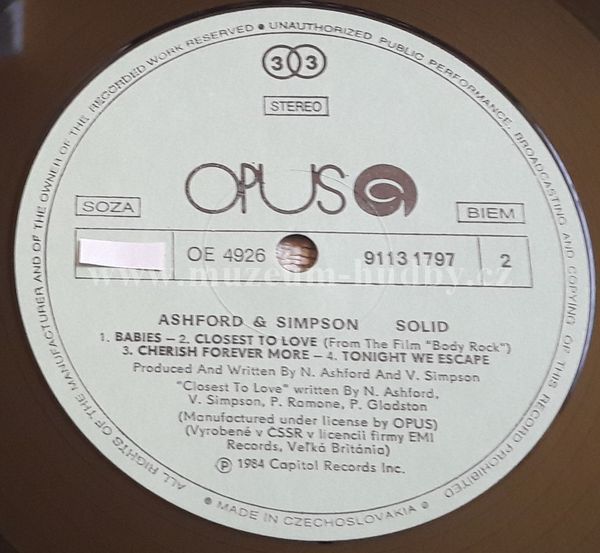 ALL RIGHTS OF THE MANUFACTURER AND OF THE OWNER OF THE RECORDED WORK RESERVED • UNAUTHORIZED PUBLIC PERFORMANCE, BROADCASTING AND COPYING OF THIS RECORD PROHIBITED
33
STEREO
OPUS
SOZA
BIEM
OE 4926
9113 1797
2
www.muzeum-hudby.cz
ASHFORD & SIMPSON SOLID
1. BABIES – 2. CLOSEST TO LOVE (From The Film "Body Rock")
3. CHERISH FOREVER MORE – 4. TONIGHT WE ESCAPE
Produced And Written By N. Ashford And V. Simpson
"Closest To Love" written By N. Ashford,
V. Simpson, P. Ramone, P. Gladston
(Manufactured under license by OPUS)
(Vyrobené v ČSSR v licencii firmy EMI
Records, Veľká Británia)
Ⓟ 1984 Capitol Records Inc.
• MADE IN CZECHOSLOVAKIA •